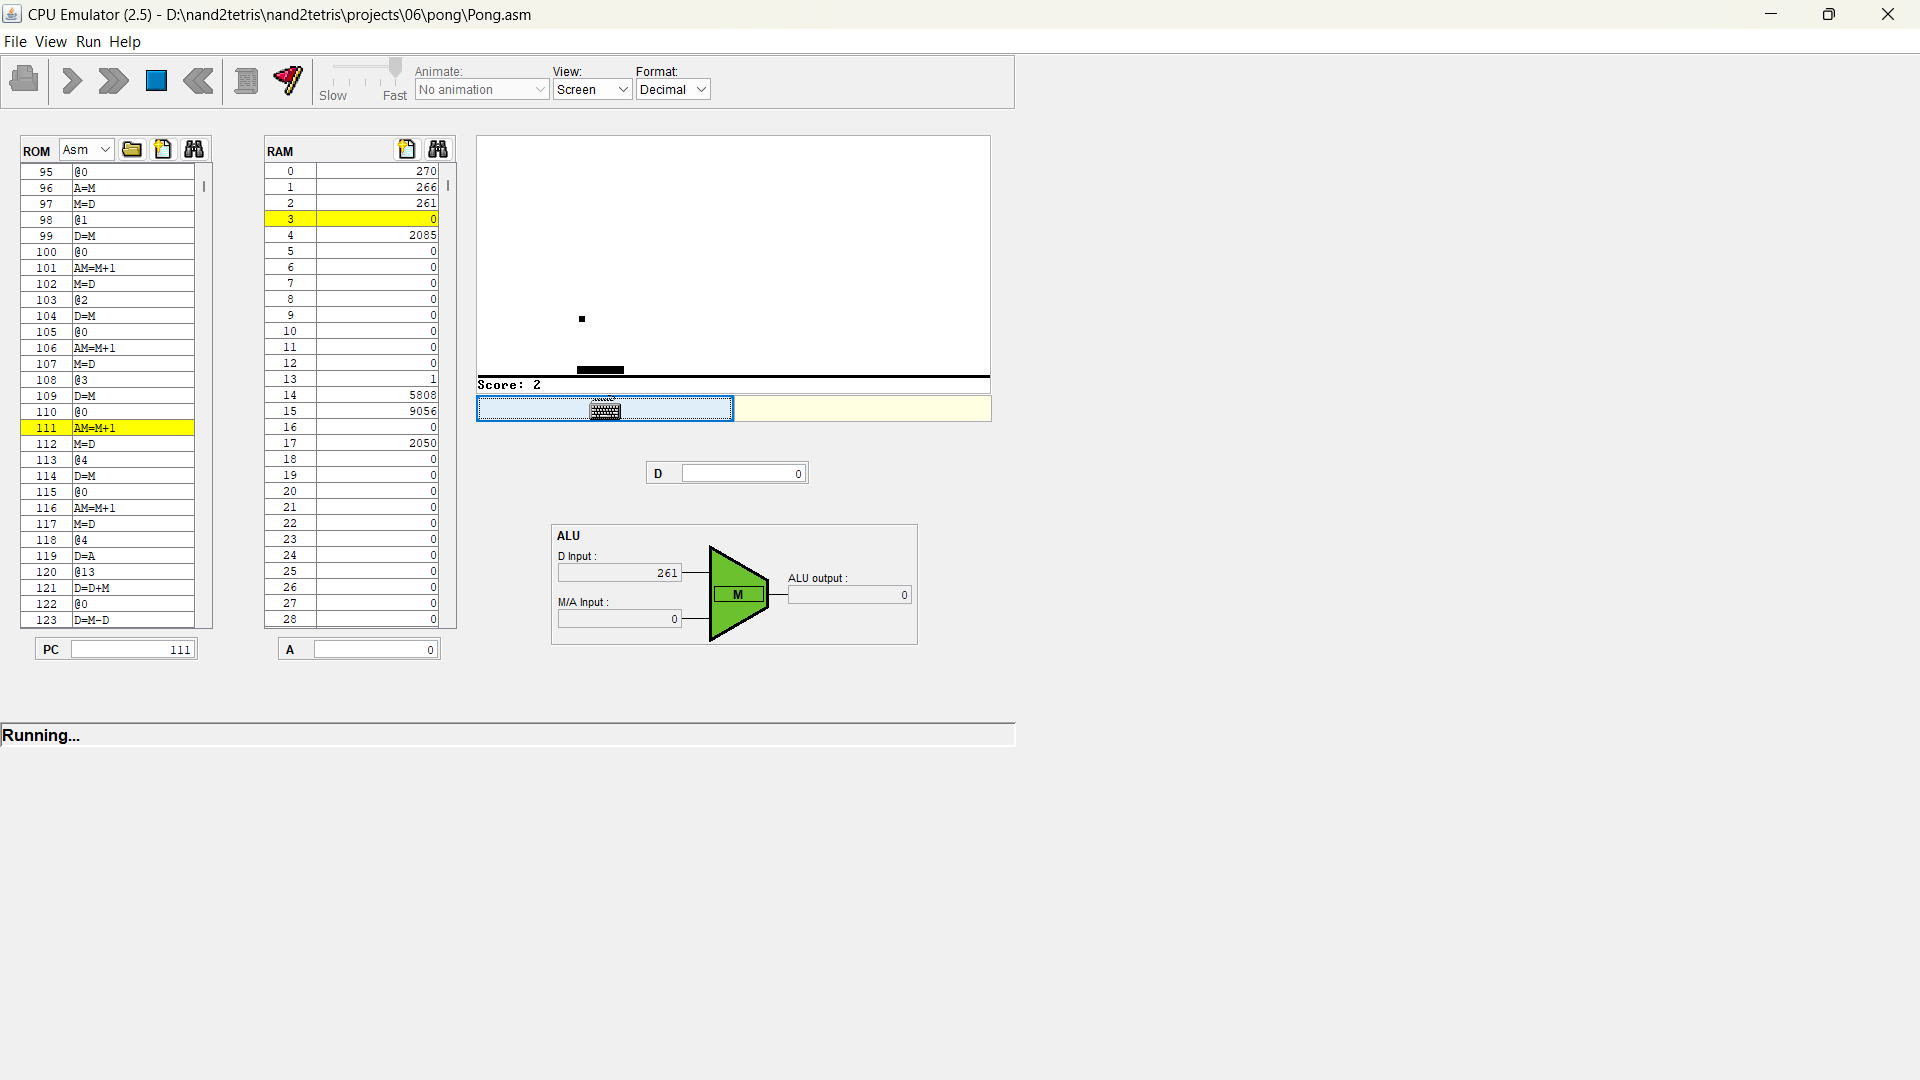 CPU Emulator (2.5) - D:\nand2tetris\nand2tetris\projects\06\pong\Pong.asm
File View Run Help
Slow Fast
Animate:
No animation
View:
Screen
Format:
Decimal
ROM Asm
95 @0
96 A=M
97 M=D
98 @1
99 D=M
100 @0
101 AM=M+1
102 M=D
103 @2
104 D=M
105 @0
106 AM=M+1
107 M=D
108 @3
109 D=M
110 @0
111 AM=M+1
112 M=D
113 @4
114 D=M
115 @0
116 AM=M+1
117 M=D
118 @4
119 D=A
120 @13
121 D=D+M
122 @0
123 D=M-D
PC 111
RAM
0 270
1 266
2 261
3 0
4 2085
5 0
6 0
7 0
8 0
9 0
10 0
11 0
12 0
13 1
14 5808
15 9056
16 0
17 2050
18 0
19 0
20 0
21 0
22 0
23 0
24 0
25 0
26 0
27 0
28 0
A 0
Score: 2
D 0
ALU
D Input :
261
M/A Input :
0
M
ALU output :
0
Running...